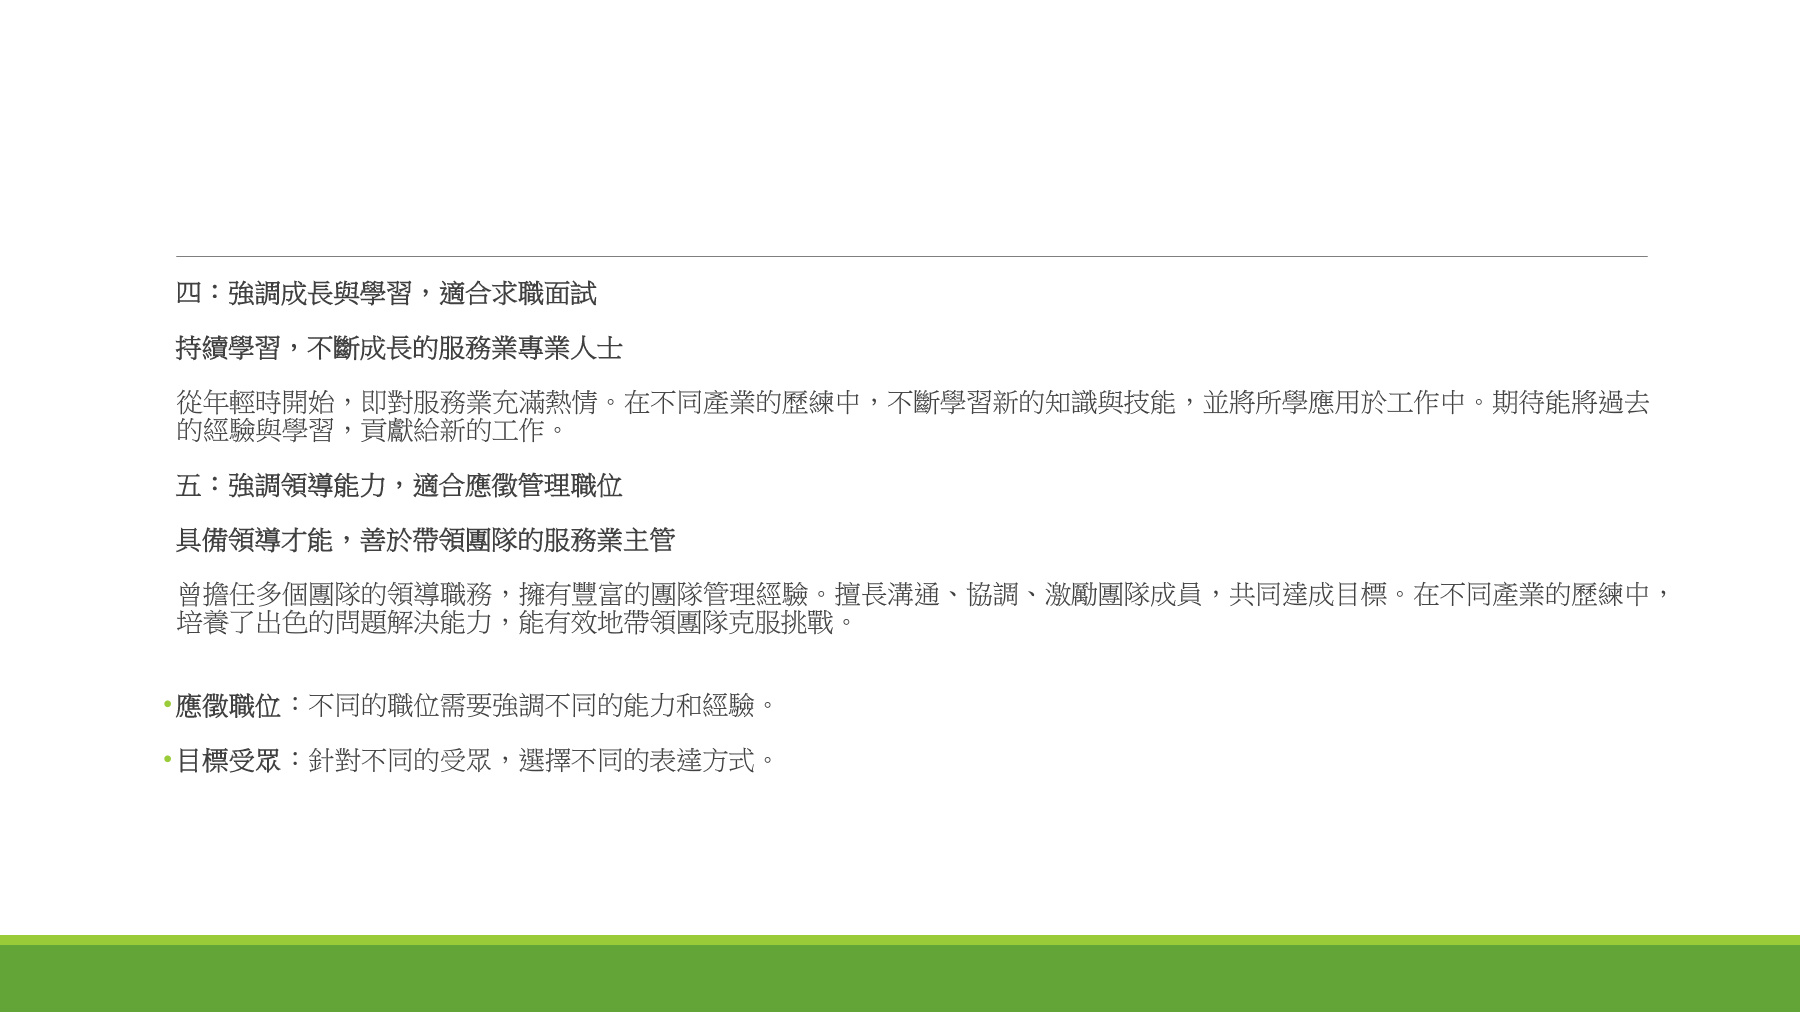 四：強調成長與學習，適合求職面試
持續學習，不斷成長的服務業專業人士
從年輕時開始，即對服務業充滿熱情。在不同產業的歷練中，不斷學習新的知識與技能，並將所學應用於工作中。期待能將過去
的經驗與學習，貢獻給新的工作。
五：強調領導能力，適合應徵管理職位
具備領導才能，善於帶領團隊的服務業主管
曾擔任多個團隊的領導職務，擁有豐富的團隊管理經驗。擅長溝通、協調、激勵團隊成員，共同達成目標。在不同產業的歷練中，
培養了出色的問題解決能力，能有效地帶領團隊克服挑戰。
•應徵職位：不同的職位需要強調不同的能力和經驗。
•目標受眾：針對不同的受眾，選擇不同的表達方式。